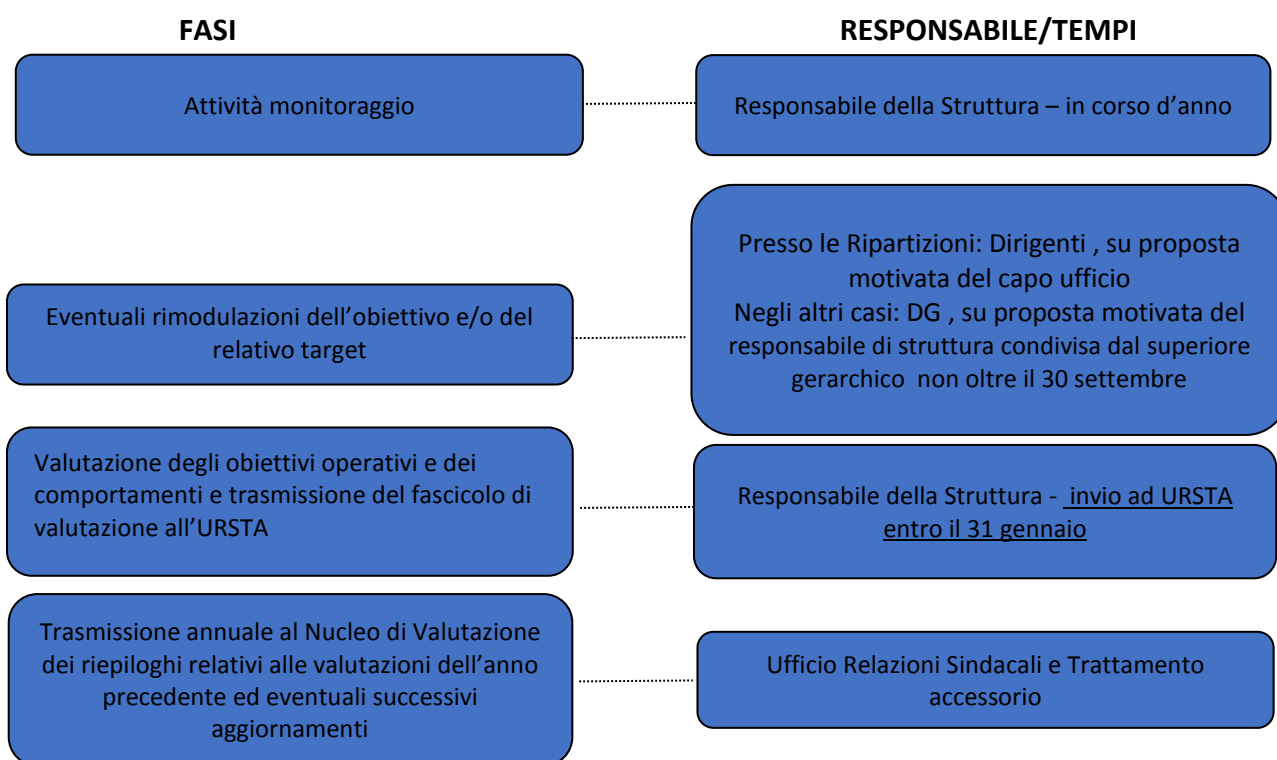 FASI
RESPONSABILE/TEMPI
Attività monitoraggio
Responsabile della Struttura – in corso d’anno
Eventuali rimodulazioni dell’obiettivo e/o del
relativo target
Presso le Ripartizioni: Dirigenti , su proposta
motivata del capo ufficio
Negli altri casi: DG , su proposta motivata del
responsabile di struttura condivisa dal superiore
gerarchico non oltre il 30 settembre
Valutazione degli obiettivi operativi e dei
comportamenti e trasmissione del fascicolo di
valutazione all’URSTA
Responsabile della Struttura - invio ad URSTA
entro il 31 gennaio
Trasmissione annuale al Nucleo di Valutazione
dei riepiloghi relativi alle valutazioni dell’anno
precedente ed eventuali successivi
aggiornamenti
Ufficio Relazioni Sindacali e Trattamento
accessorio